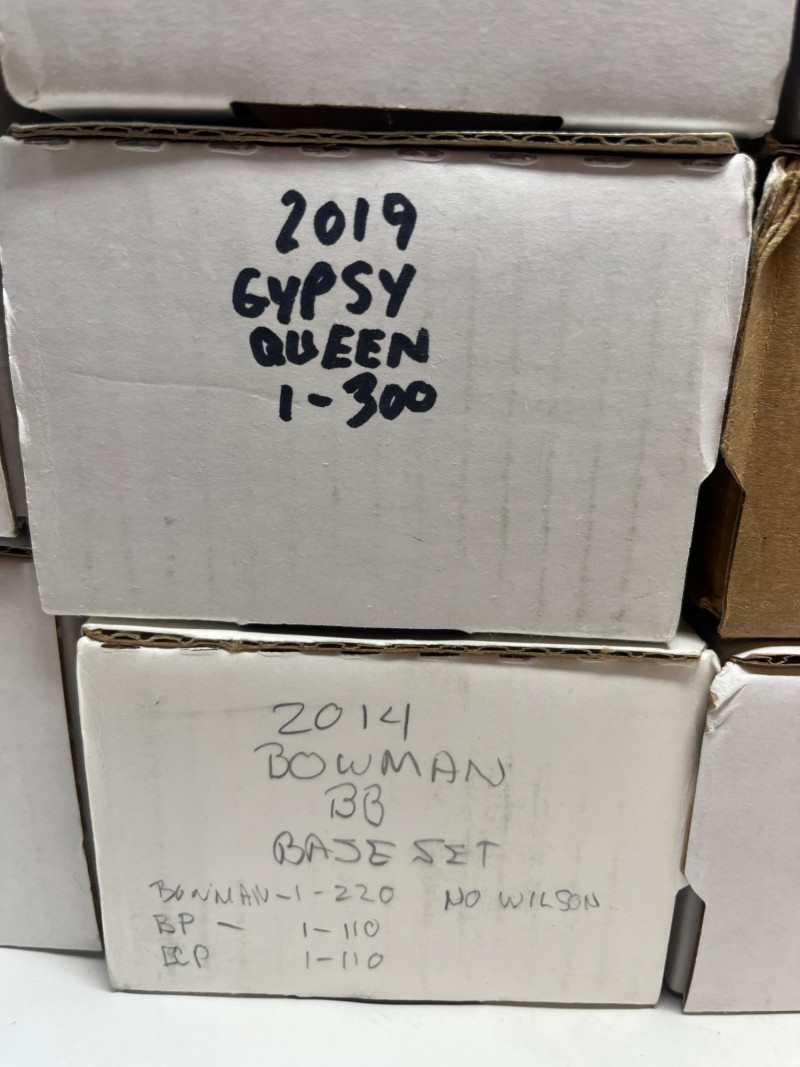 2019
GYPSY
QUEEN
1-300
2014
BOWMAN
BB
BASE SET
BOWMAN-1-220 NO WILSON
BP - 1-110
BCP 1-110